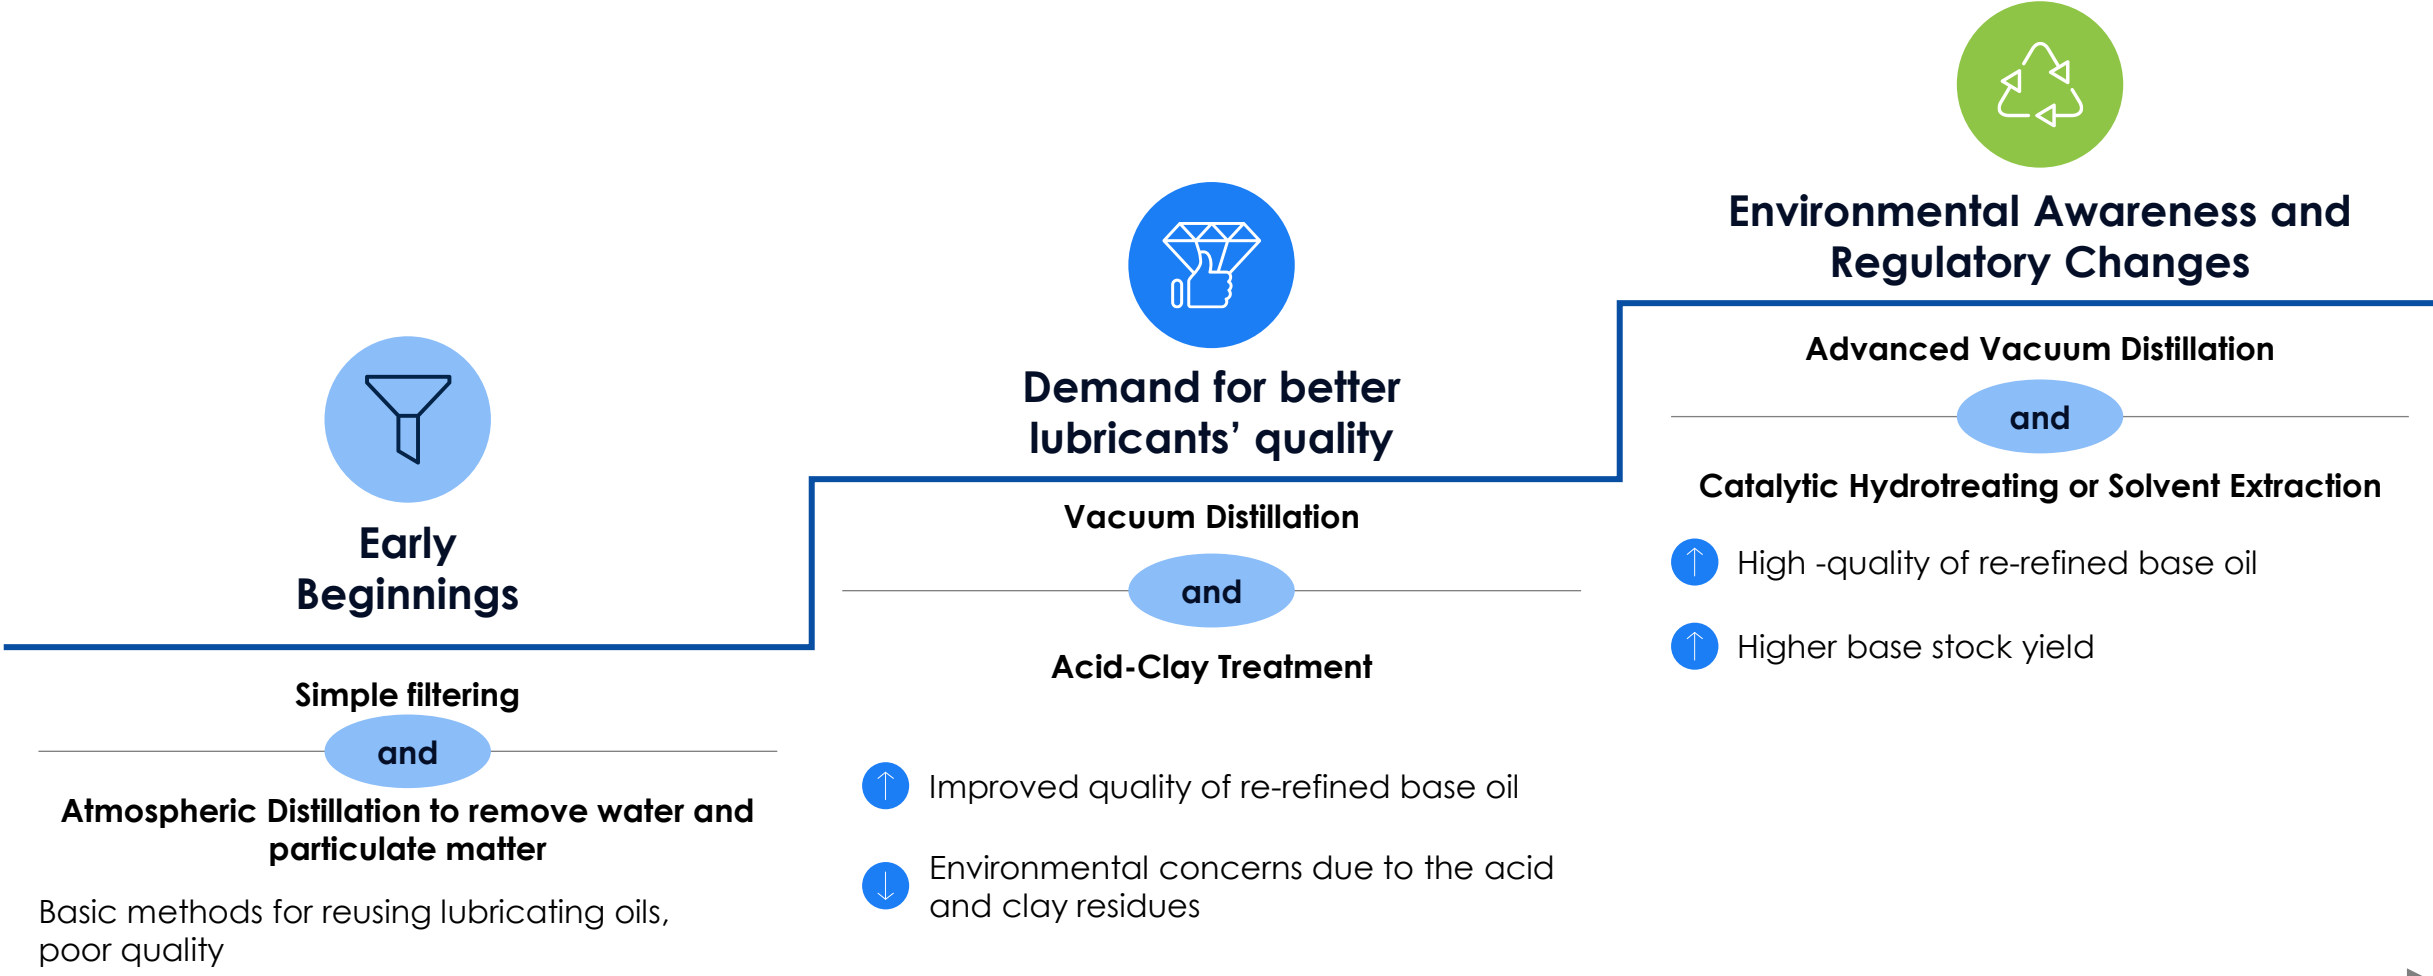 Early
Beginnings
Simple filtering
and
Atmospheric Distillation to remove water and
particulate matter
Basic methods for reusing lubricating oils,
poor quality
Demand for better
lubricants’ quality
Vacuum Distillation
and
Acid-Clay Treatment
Improved quality of re-refined base oil
Environmental concerns due to the acid
and clay residues
Environmental Awareness and
Regulatory Changes
Advanced Vacuum Distillation
and
Catalytic Hydrotreating or Solvent Extraction
High -quality of re-refined base oil
Higher base stock yield